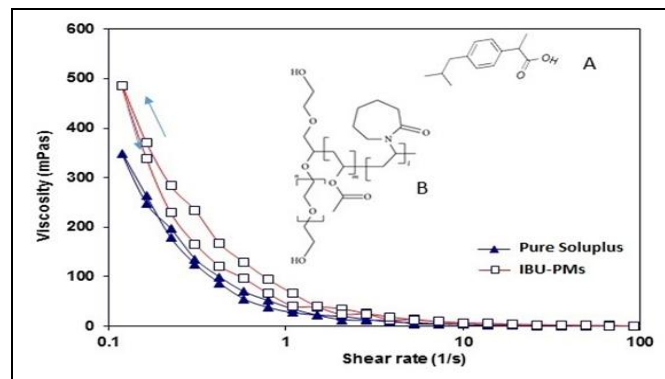 600
500
400
300
200
100
0
Viscosity (mPas)
0.1
1
10
100
Shear rate (1/s)
A
B
O
OH
N
O
HO
O
O
O
O
O
HO
n
m
l
Pure Soluplus
IBU-PMs